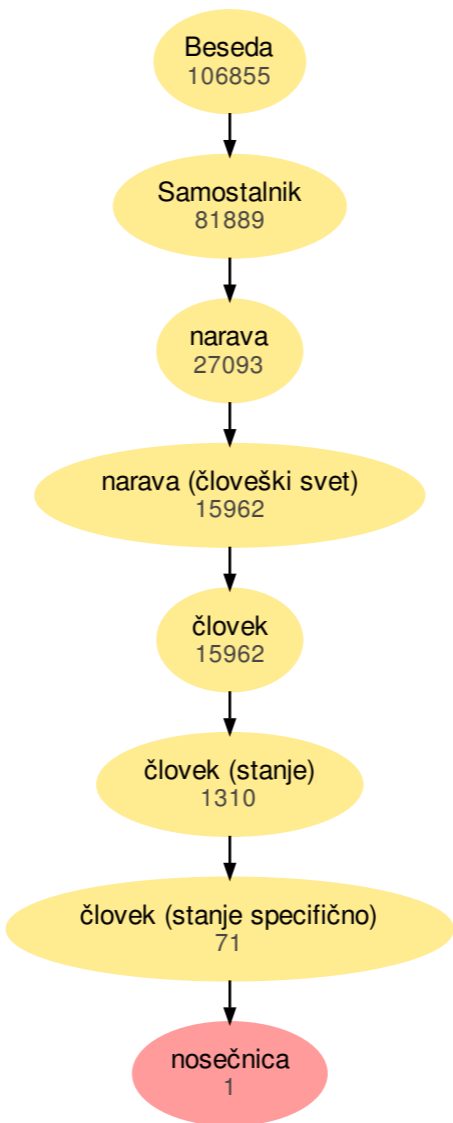 Beseda
106855
Samostalnik
81889
narava
27093
narava (človeški svet)
15962
človek
15962
človek (stanje)
1310
človek (stanje specifično)
71
nosečnica
1